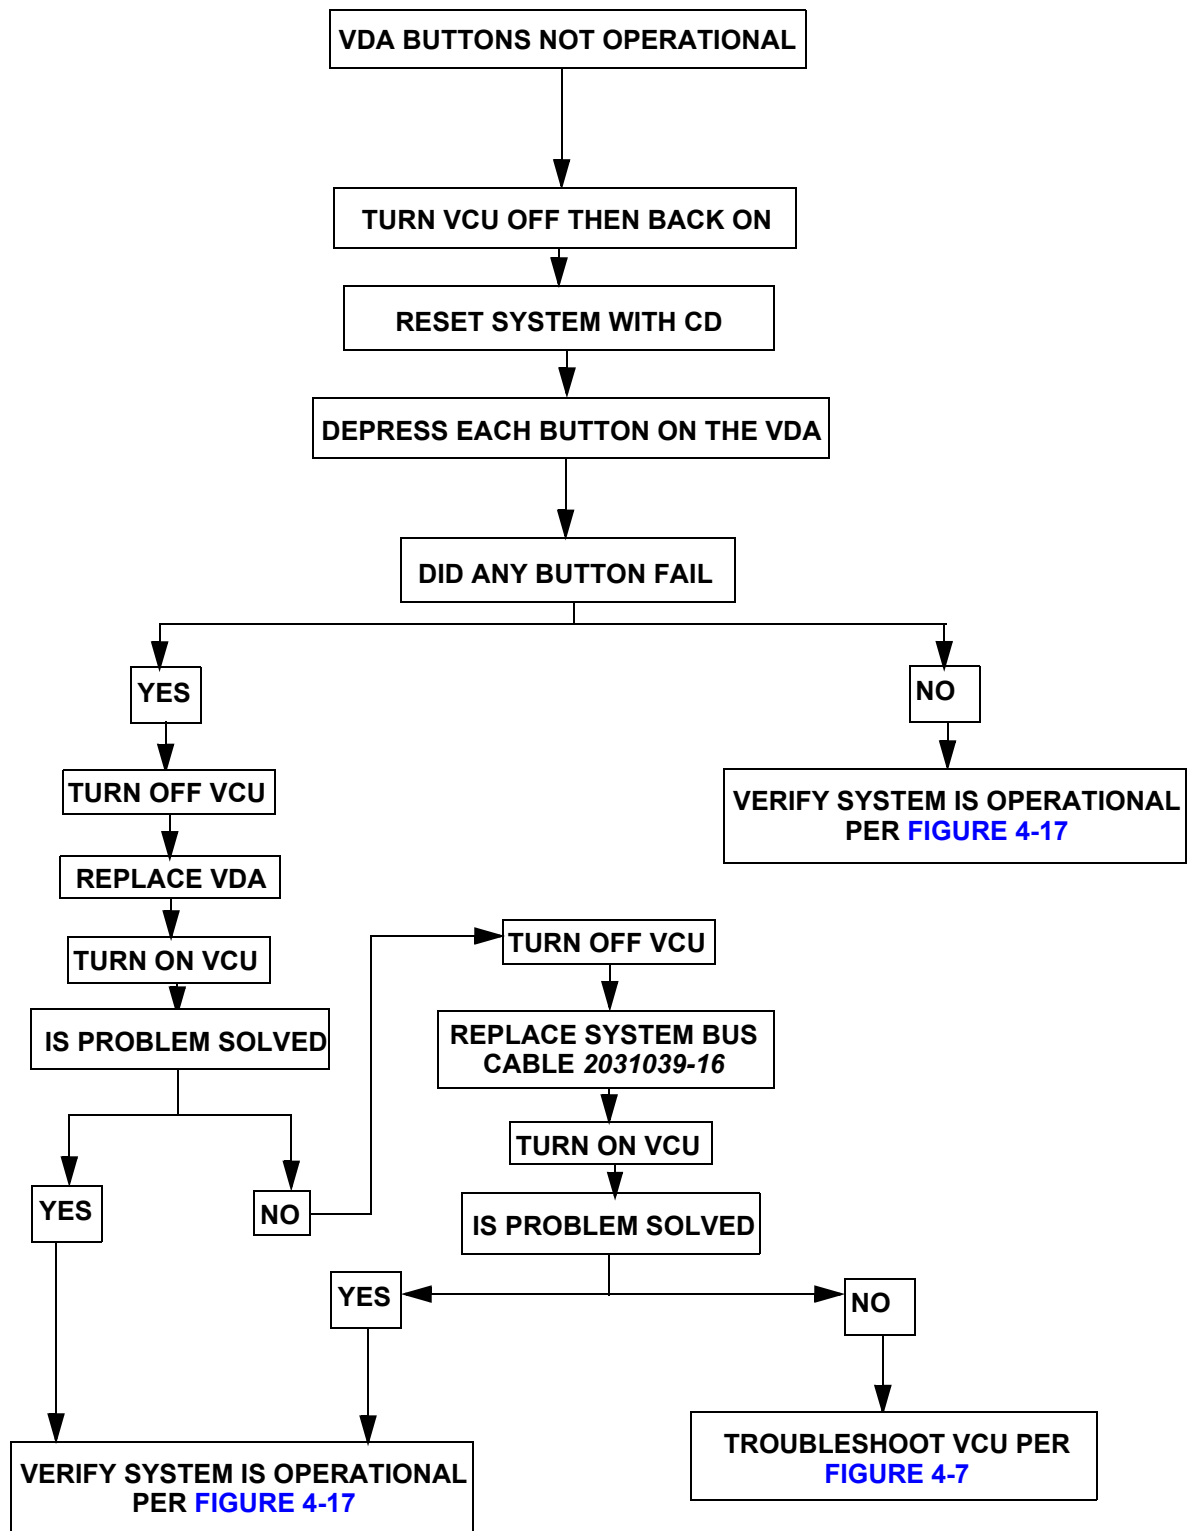 VDA BUTTONS NOT OPERATIONAL
TURN VCU OFF THEN BACK ON
RESET SYSTEM WITH CD
DEPRESS EACH BUTTON ON THE VDA
DID ANY BUTTON FAIL
YES
NO
TURN OFF VCU
VERIFY SYSTEM IS OPERATIONAL
PER FIGURE 4-17
REPLACE VDA
TURN ON VCU
IS PROBLEM SOLVED
YES
NO
TURN OFF VCU
REPLACE SYSTEM BUS
CABLE 2031039-16
TURN ON VCU
IS PROBLEM SOLVED
YES
NO
VERIFY SYSTEM IS OPERATIONAL
PER FIGURE 4-17
TROUBLESHOOT VCU PER
FIGURE 4-7